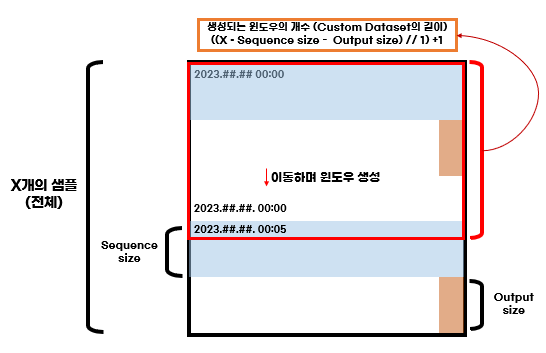 생성되는 윈도우의 개수 (Custom Dataset의 길이)
((X - Sequence size - Output size) // 1) +1
2023.##.## 00:00
X개의 샘플
(전체)
이동하며 윈도우 생성
2023.##.##. 00:00
2023.##.##. 00:05
Sequence
size
Output
size